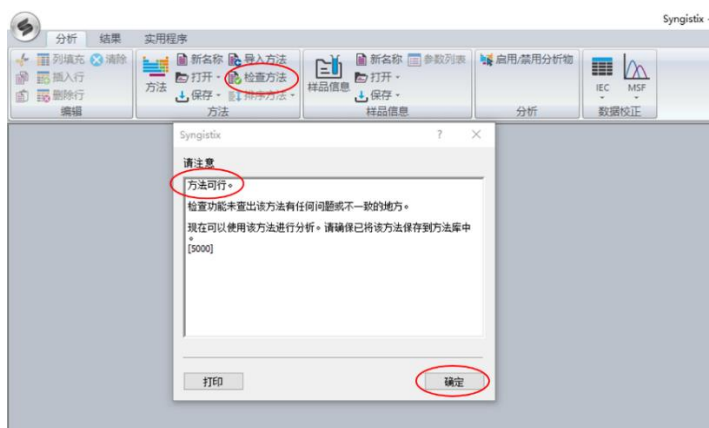 Syngistix
分析 结果 实用程序
列填充 清除 方法 新名称 导入方法 样品信息 新名称 参数列表 启用/禁用分析物
插入行 打开 检查方法 打开 IEC MSF
删除行 保存 排序方法 保存
编辑 方法 样品信息 分析 数据校正
Syngistix ? ×
请注意
方法可行。
检查功能未查出该方法有任何问题或不一致的地方。
现在可以使用该方法进行分析。请确保已将该方法保存到方法库中
。
[5000]
打印 确定